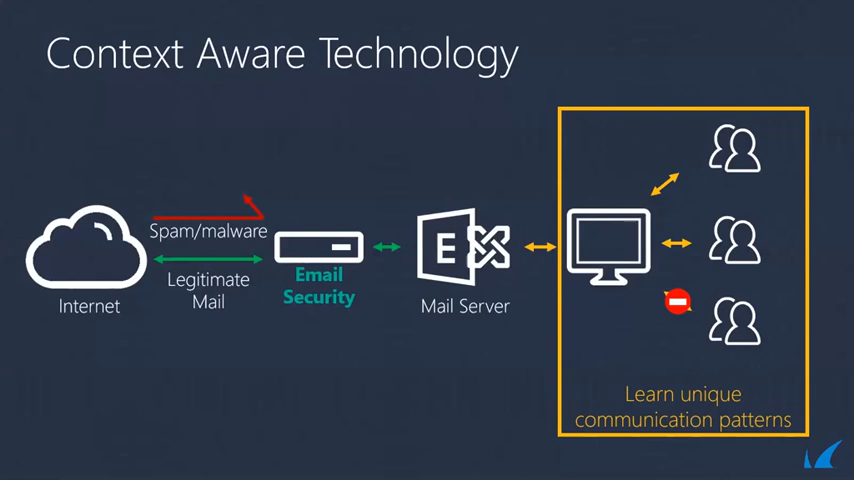 Context Aware Technology
Spam/malware
Legitimate
Mail
Internet
Email
Security
E
Mail Server
Learn unique
communication patterns